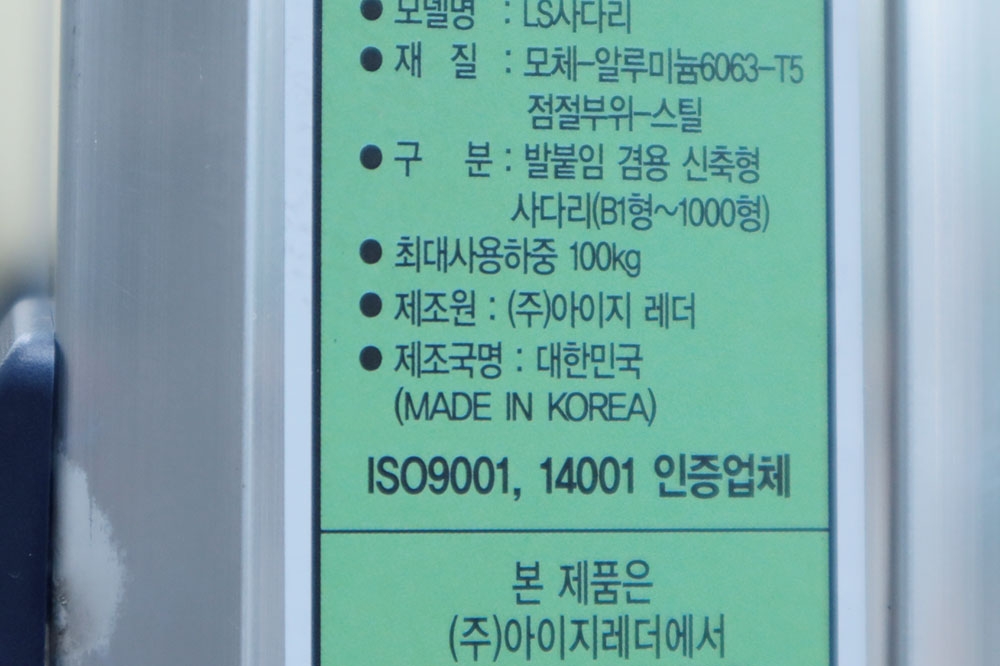 ● 모델명 : LS사다리
● 재 질 : 모체-알루미늄6063-T5
점절부위-스틸
● 구 분 : 발붙임 겸용 신축형
사다리(B1형~1000형)
● 최대사용하중 100kg
● 제조원 : (주)아이지 레더
● 제조국명 : 대한민국
(MADE IN KOREA)
ISO9001, 14001 인증업체
본 제품은
(주)아이지레더에서